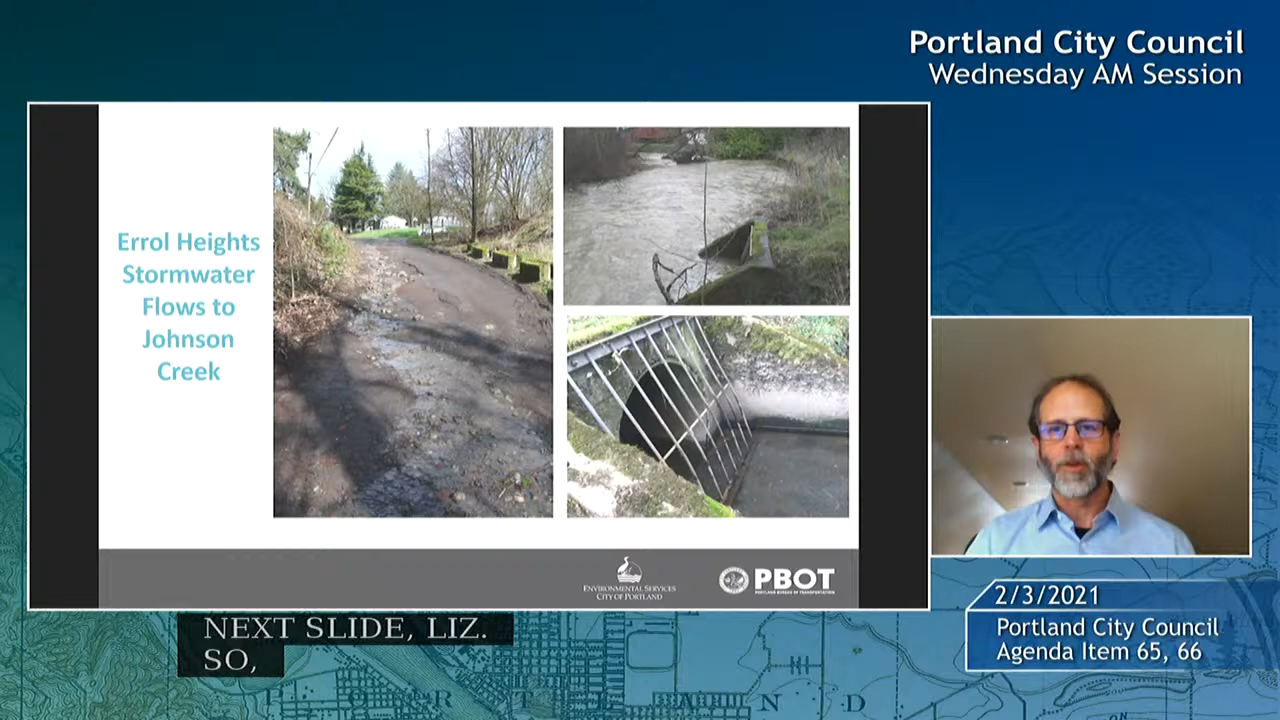 Portland City Council
Wednesday AM Session
Errol Heights
Stormwater
Flows to
Johnson
Creek
ENVIRONMENTAL SERVICES
CITY OF PORTLAND
PBOT
PORTLAND BUREAU OF TRANSPORTATION
NEXT SLIDE, LIZ.
SO,
2/3/2021
Portland City Council
Agenda Item 65, 66
P O R T L A N D